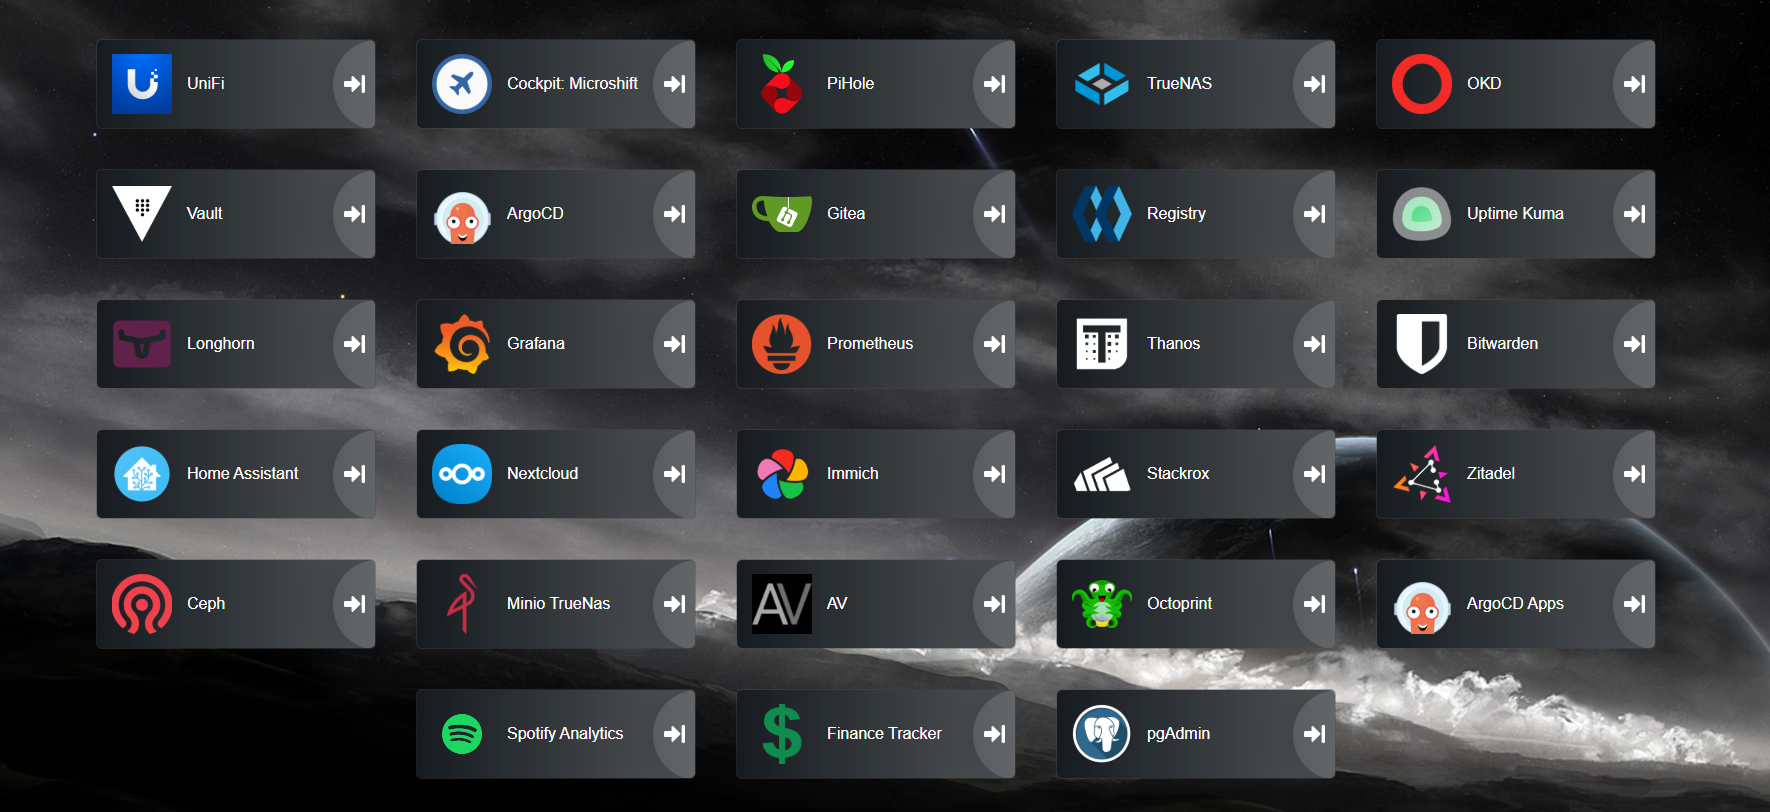 UniFi
Cockpit: Microshift
PiHole
TrueNAS
OKD
Vault
ArgoCD
Gitea
Registry
Uptime Kuma
Longhorn
Grafana
Prometheus
Thanos
Bitwarden
Home Assistant
Nextcloud
Immich
Stackrox
Zitadel
Ceph
Minio TrueNas
AV
AV
Octoprint
ArgoCD Apps
Spotify Analytics
$
Finance Tracker
pgAdmin